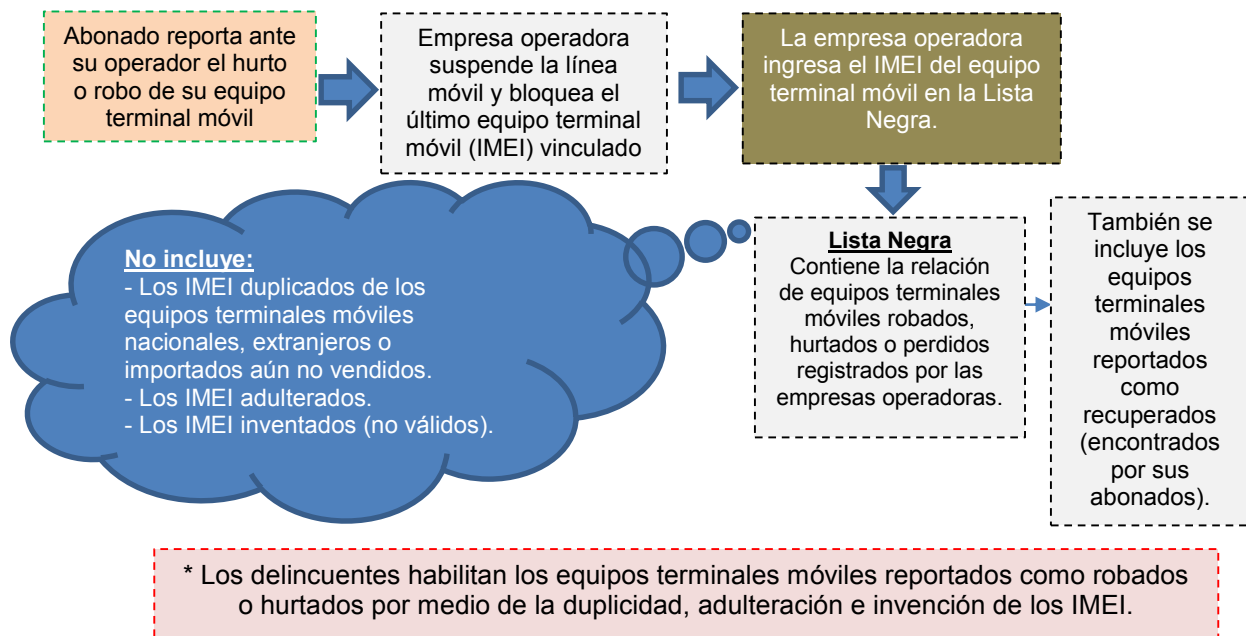 Abonado reporta ante
su operador el hurto
o robo de su equipo
terminal móvil
Empresa operadora
suspende la línea
móvil y bloquea el
último equipo terminal
móvil (IMEI) vinculado
La empresa operadora
ingresa el IMEI del equipo
terminal móvil en la Lista
Negra.
No incluye:
- Los IMEI duplicados de los
equipos terminales móviles
nacionales, extranjeros o
importados aún no vendidos.
- Los IMEI adulterados.
- Los IMEI inventados (no válidos).
Lista Negra
Contiene la relación
de equipos terminales
móviles robados,
hurtados o perdidos
registrados por las
empresas operadoras.
También se
incluye los
equipos
terminales
móviles
reportados
como
recuperados
(encontrados
por sus
abonados).
* Los delincuentes habilitan los equipos terminales móviles reportados como robados
o hurtados por medio de la duplicidad, adulteración e invención de los IMEI.